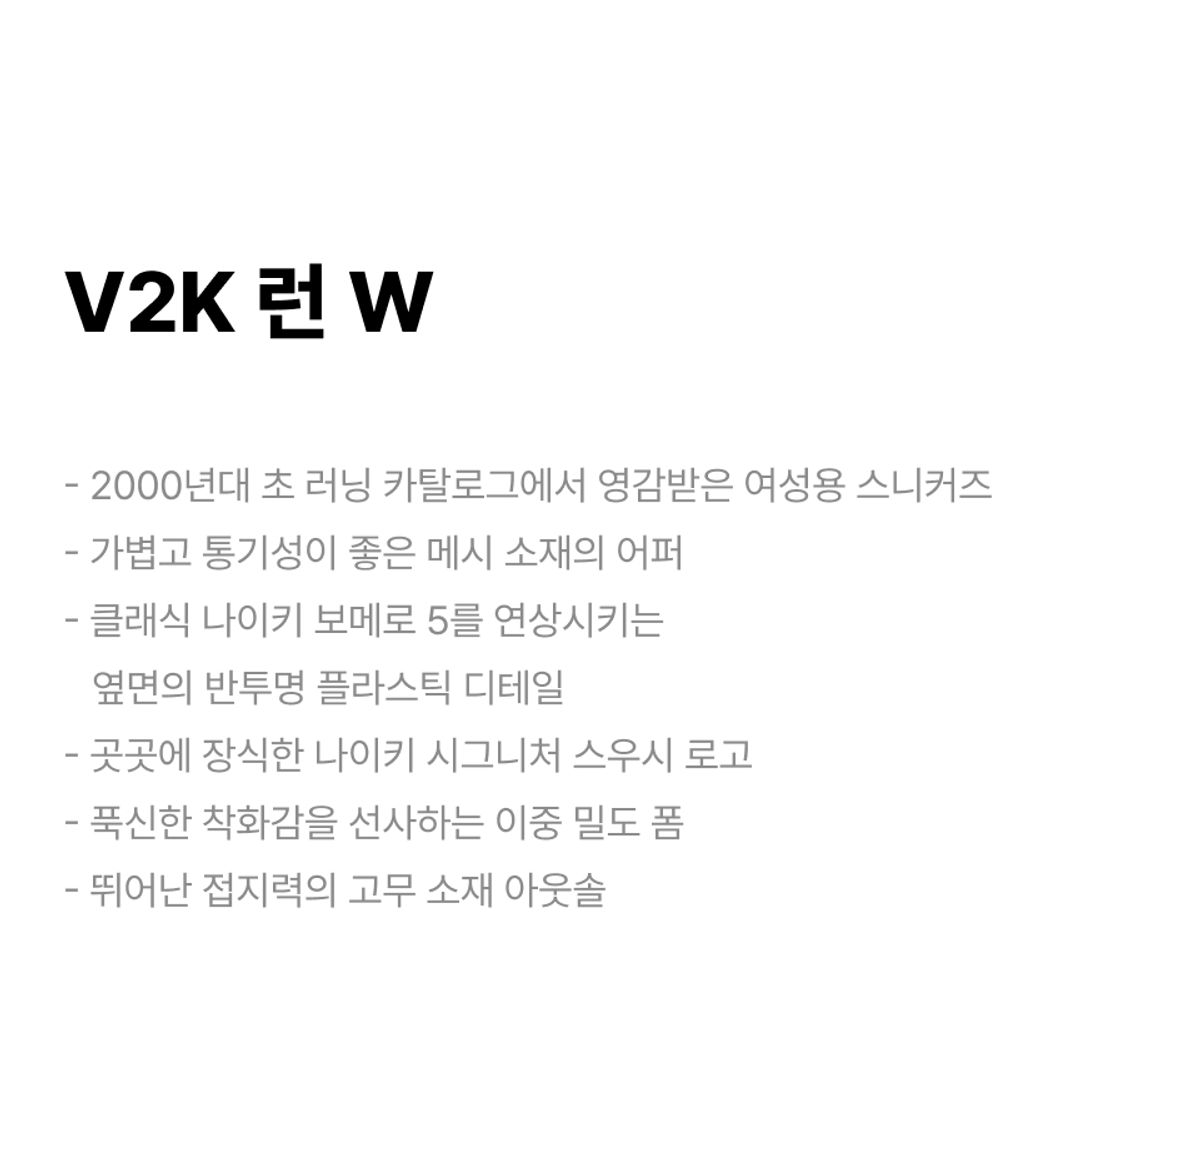 V2K 런 W
- 2000년대 초 러닝 카탈로그에서 영감받은 여성용 스니커즈
- 가볍고 통기성이 좋은 메시 소재의 어퍼
- 클래식 나이키 보메로 5를 연상시키는
옆면의 반투명 플라스틱 디테일
- 곳곳에 장식한 나이키 시그니처 스우시 로고
- 푹신한 착화감을 선사하는 이중 밀도 폼
- 뛰어난 접지력의 고무 소재 아웃솔